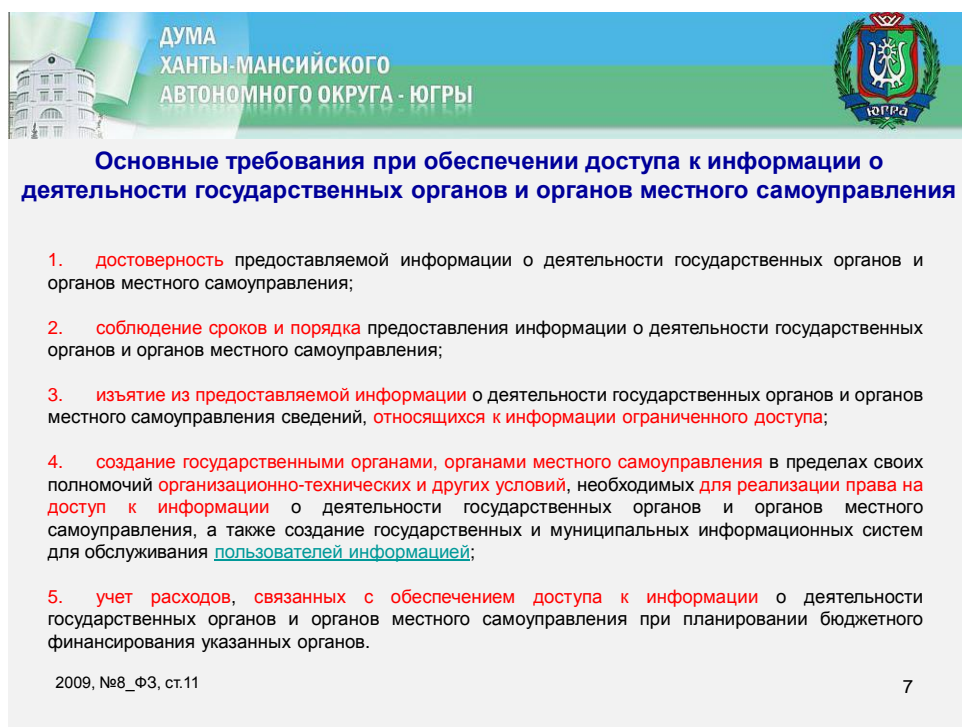 ДУМА
ХАНТЫ-МАНСИЙСКОГО
АВТОНОМНОГО ОКРУГА - ЮГРЫ
ЮГРА
Основные требования при обеспечении доступа к информации о
деятельности государственных органов и органов местного самоуправления
1. достоверность предоставляемой информации о деятельности государственных органов и
органов местного самоуправления;
2. соблюдение сроков и порядка предоставления информации о деятельности государственных
органов и органов местного самоуправления;
3. изъятие из предоставляемой информации о деятельности государственных органов и органов
местного самоуправления сведений, относящихся к информации ограниченного доступа;
4. создание государственными органами, органами местного самоуправления в пределах своих
полномочий организационно-технических и других условий, необходимых для реализации права на
доступ к информации о деятельности государственных органов и органов местного
самоуправления, а также создание государственных и муниципальных информационных систем
для обслуживания пользователей информацией;
5. учет расходов, связанных с обеспечением доступа к информации о деятельности
государственных органов и органов местного самоуправления при планировании бюджетного
финансирования указанных органов.
2009, №8_ФЗ, ст.11
7